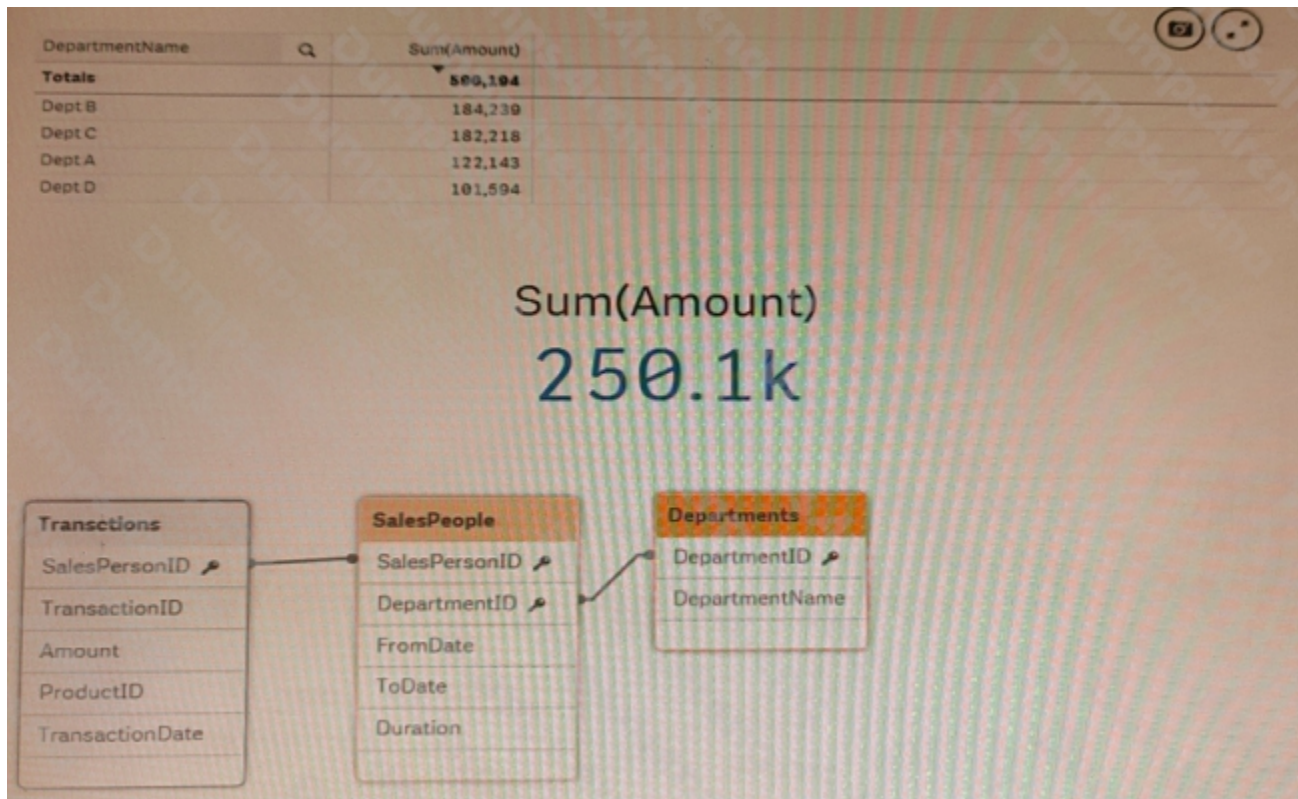 DepartmentName Sum(Amount)
Totals 590,194
Dept B 184,239
Dept C 182,218
Dept A 122,143
Dept D 101,594
Sum(Amount)
250.1k
Transctions
SalesPersonID
TransactionID
Amount
ProductID
TransactionDate
SalesPeople
SalesPersonID
DepartmentID
FromDate
ToDate
Duration
Departments
DepartmentID
DepartmentName